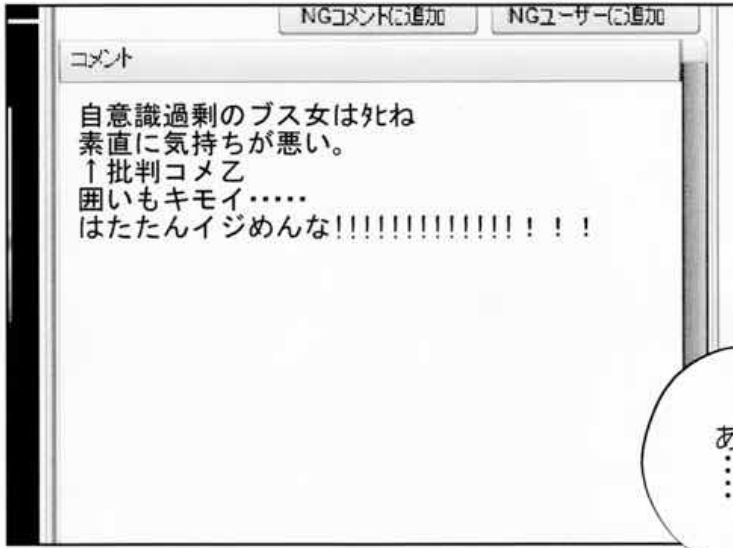 NGコメントに追加
NGユーザーに追加
コメント
自意識過剰のブス女はﾀﾋね
素直に気持ちが悪い。
↑批判コメ乙
囲いもキモイ‥‥‥
はたたんイジめんな!!!!!!!!!!!!!！！！
あ‥‥